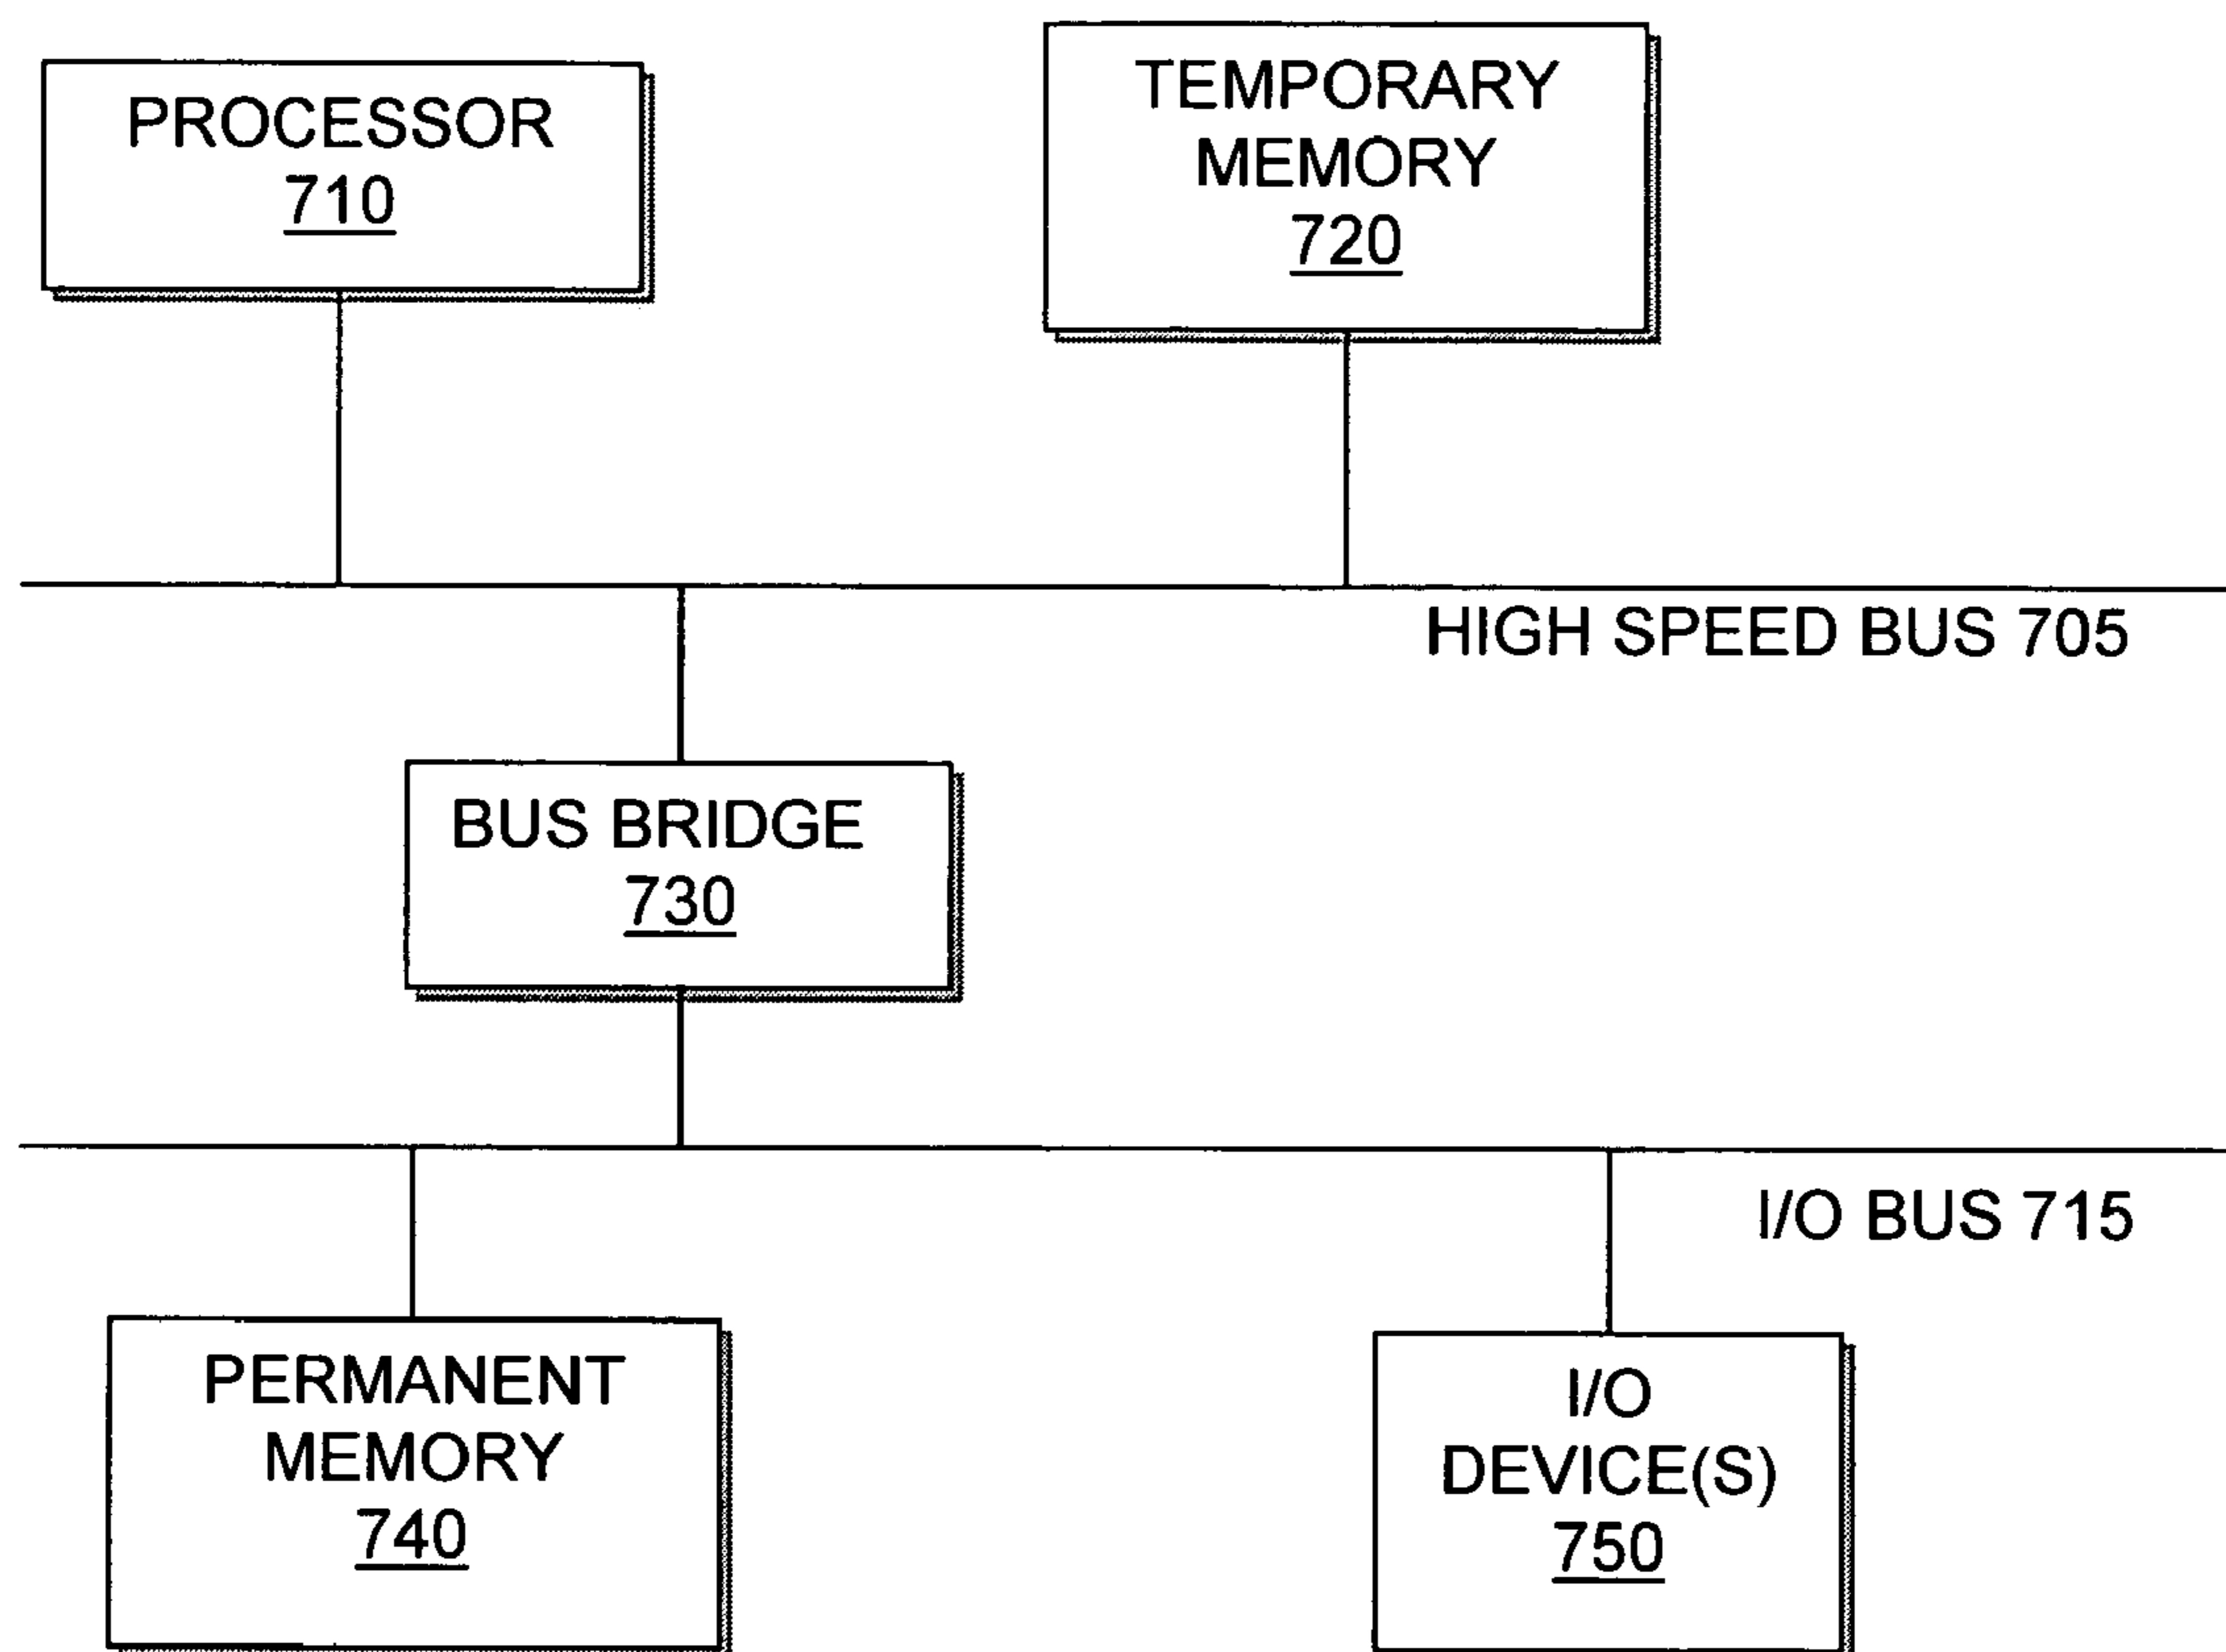 PROCESSOR
710
TEMPORARY
MEMORY
720
HIGH SPEED BUS 705
BUS BRIDGE
730
I/O BUS 715
PERMANENT
MEMORY
740
I/O
DEVICE(S)
750